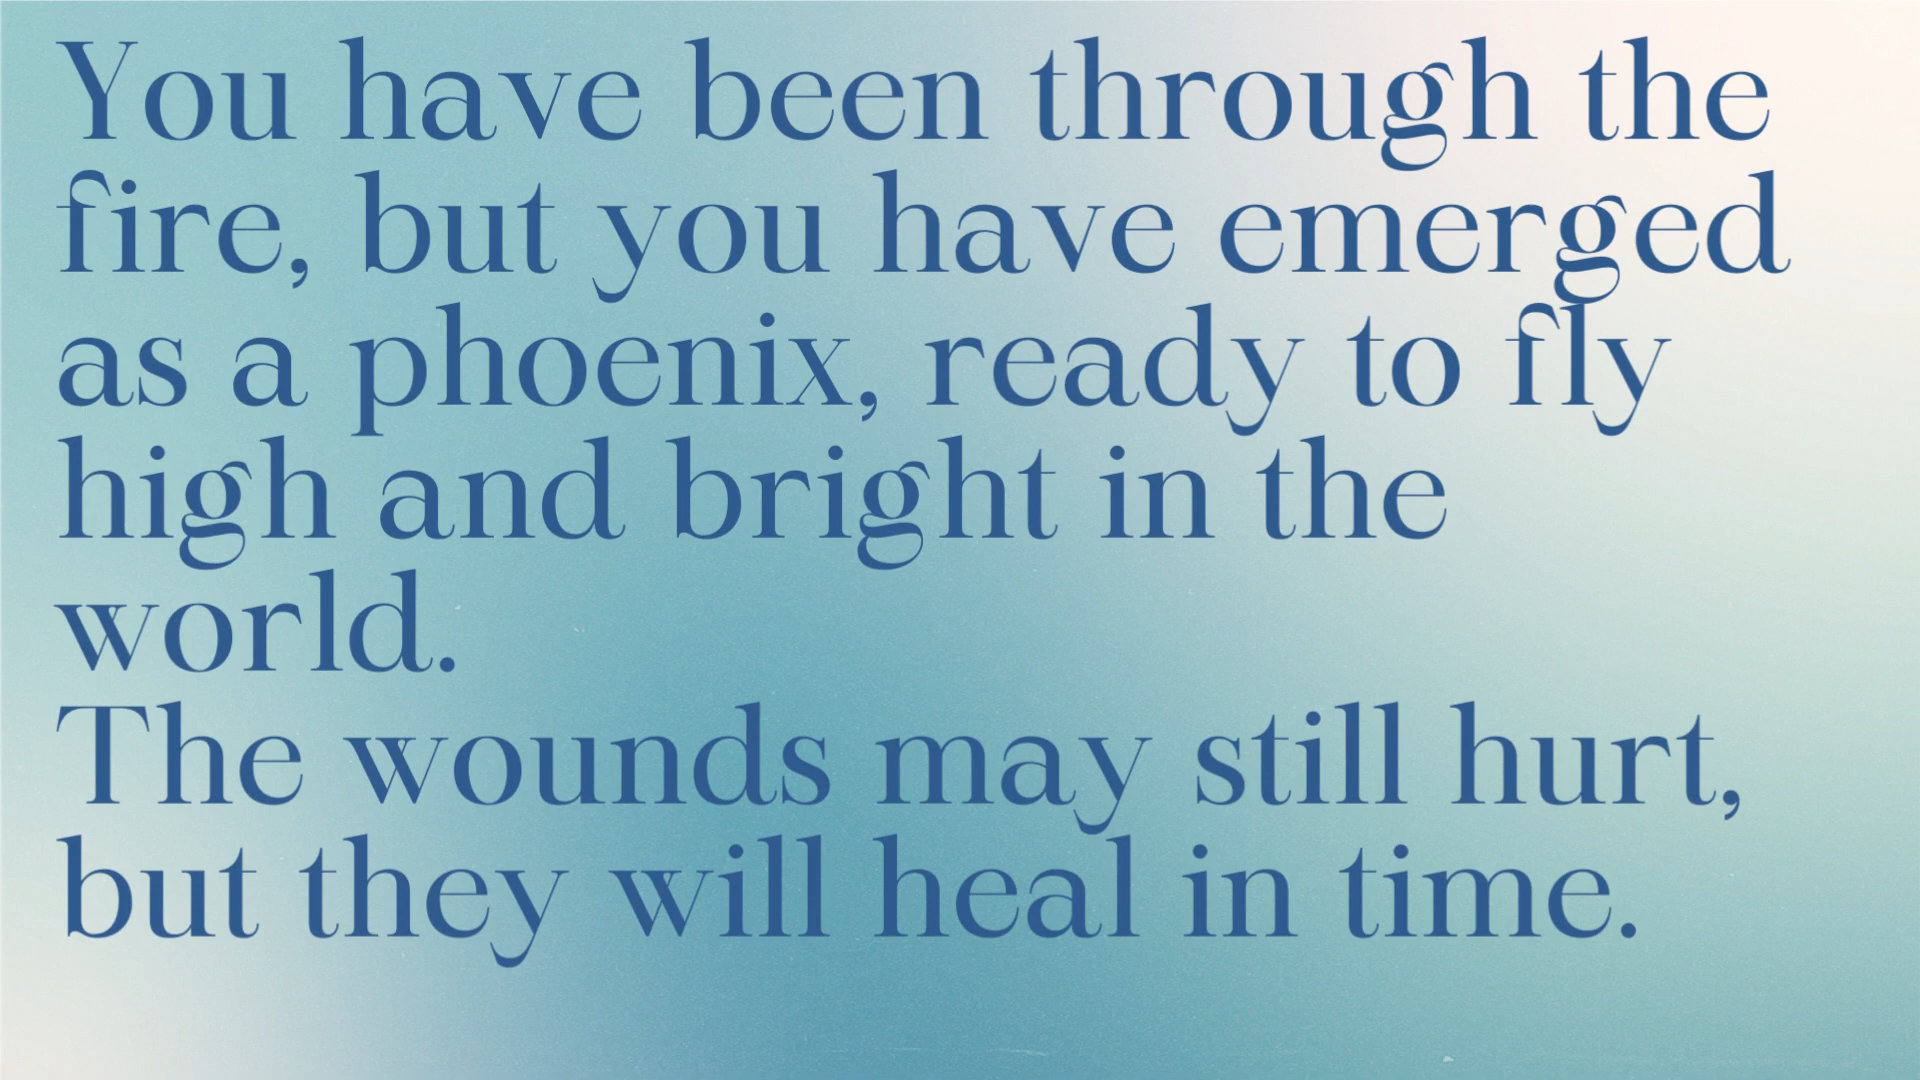 You have been through the
fire, but you have emerged
as a phoenix, ready to fly
high and bright in the
world.
The wounds may still hurt,
but they will heal in time.